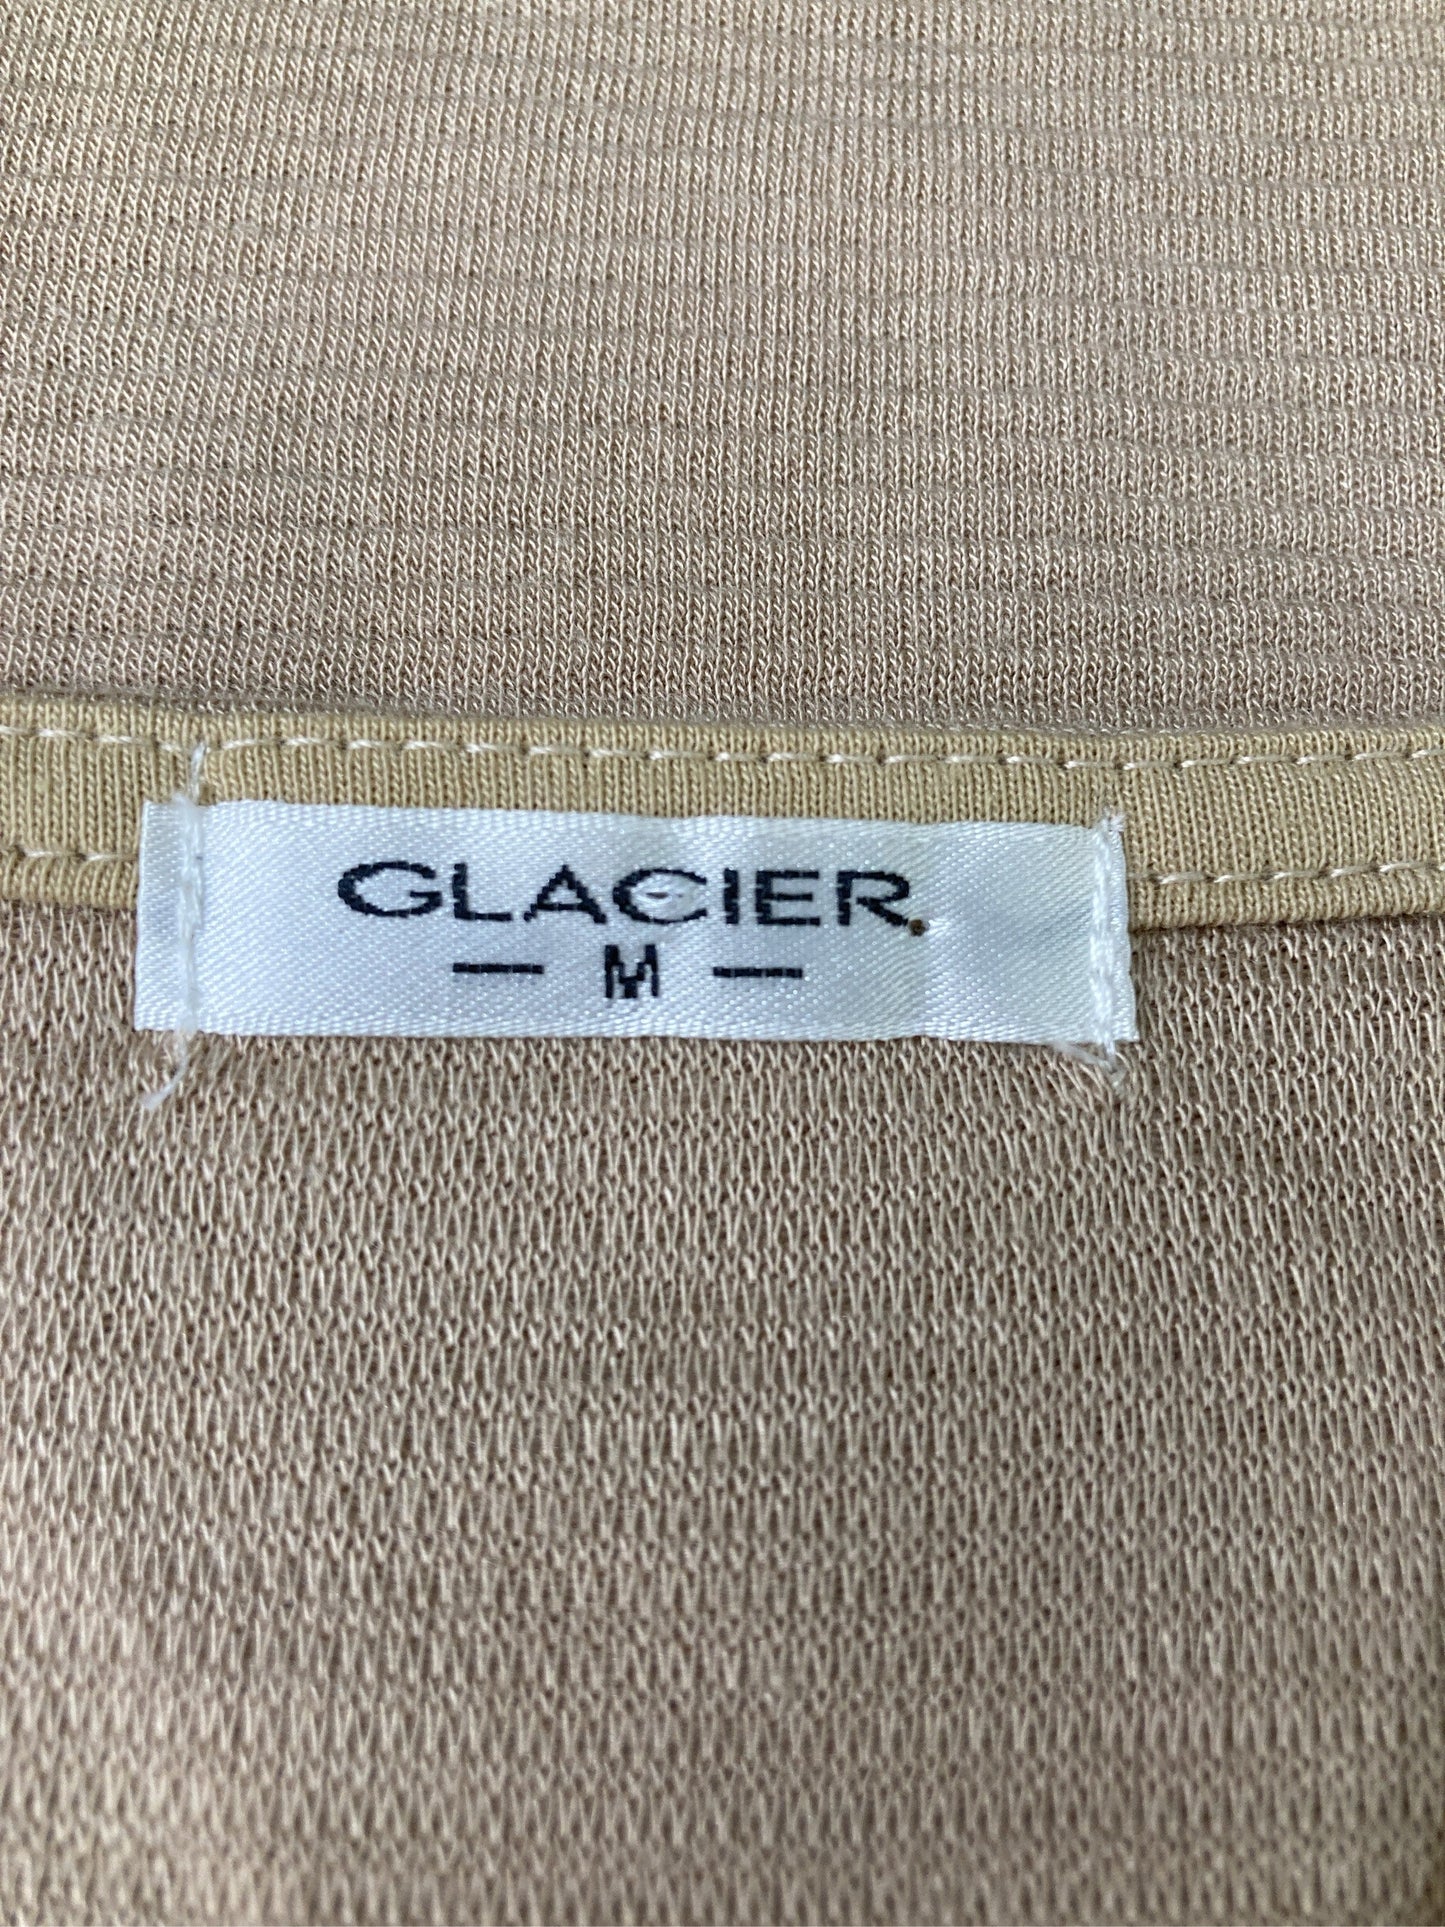 GLACIER.
— M —